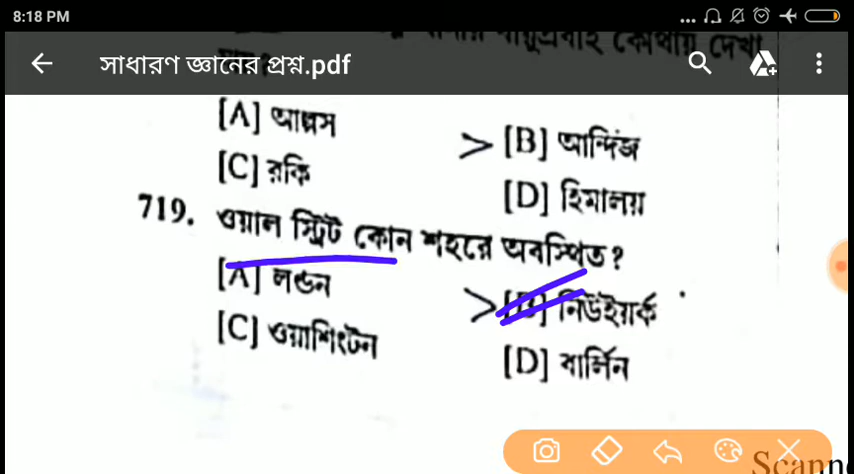 8:18 PM
সাধারণ জ্ঞানের প্রশ্ন.pdf
কোথায় দেখা
[A] আল্পস
> [B] আন্দিজ
[C] রকি
[D] হিমালয়
719. ওয়াল স্ট্রিট কোন শহরে অবস্থিত?
[A] লণ্ডন
> [B] নিউইয়র্ক
[C] ওয়াশিংটন
[D] বার্লিন